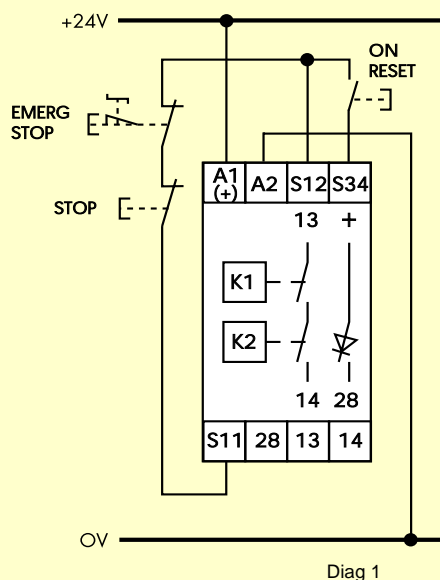 +24V
ON
RESET
EMERG
STOP
STOP
A1
(+)
A2
S12
S34
13
+
K1
K2
14
28
S11
28
13
14
0V
Diag 1